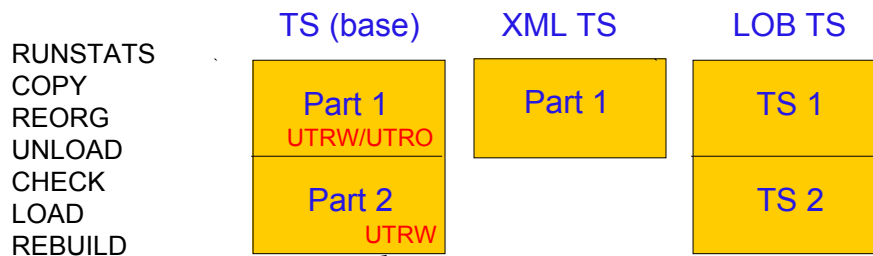 TS (base)
XML TS
LOB TS
RUNSTATS
COPY
REORG
UNLOAD
CHECK
LOAD
REBUILD
Part 1
UTRW/UTRO
Part 2
UTRW
Part 1
TS 1
TS 2